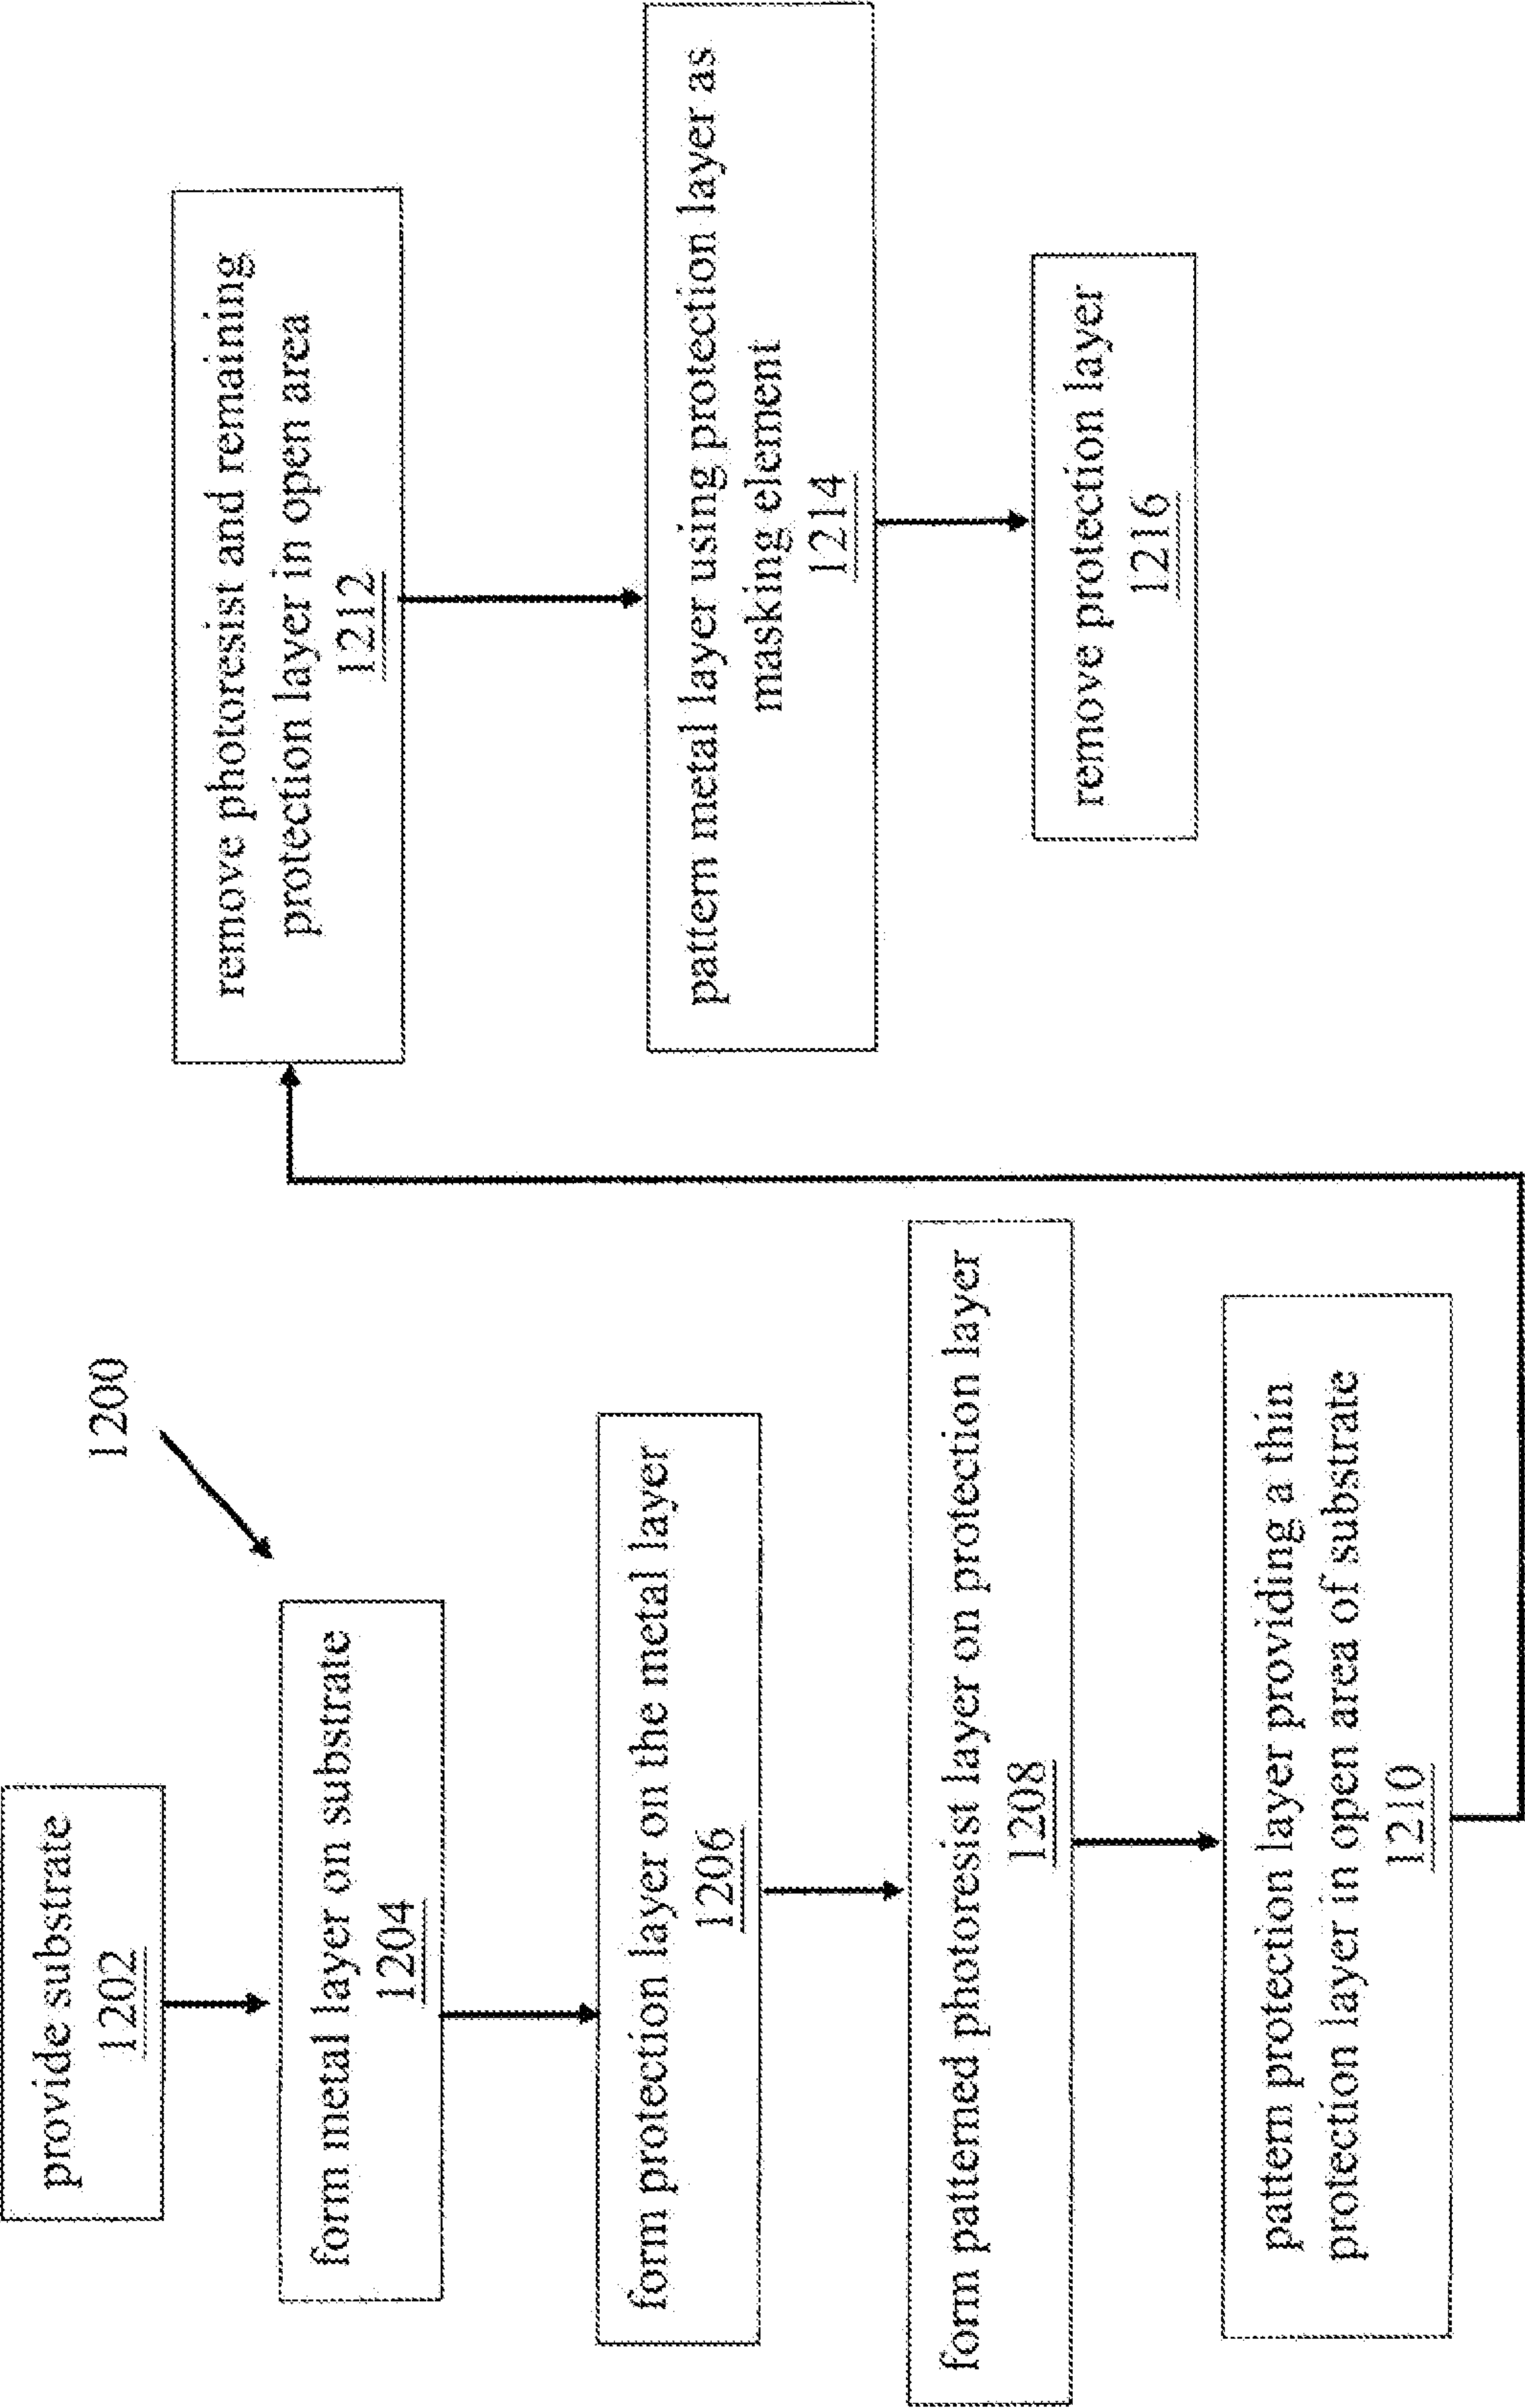 1200
provide substrate
1202
form metal layer on substrate
1204
form protection layer on the metal layer
1206
form patterned photoresist layer on protection layer
1208
pattern protection layer providing a thin
protection layer in open area of substrate
1210
remove photoresist and remaining
protection layer in open area
1212
pattern metal layer using protection layer as
masking element
1214
remove protection layer
1216